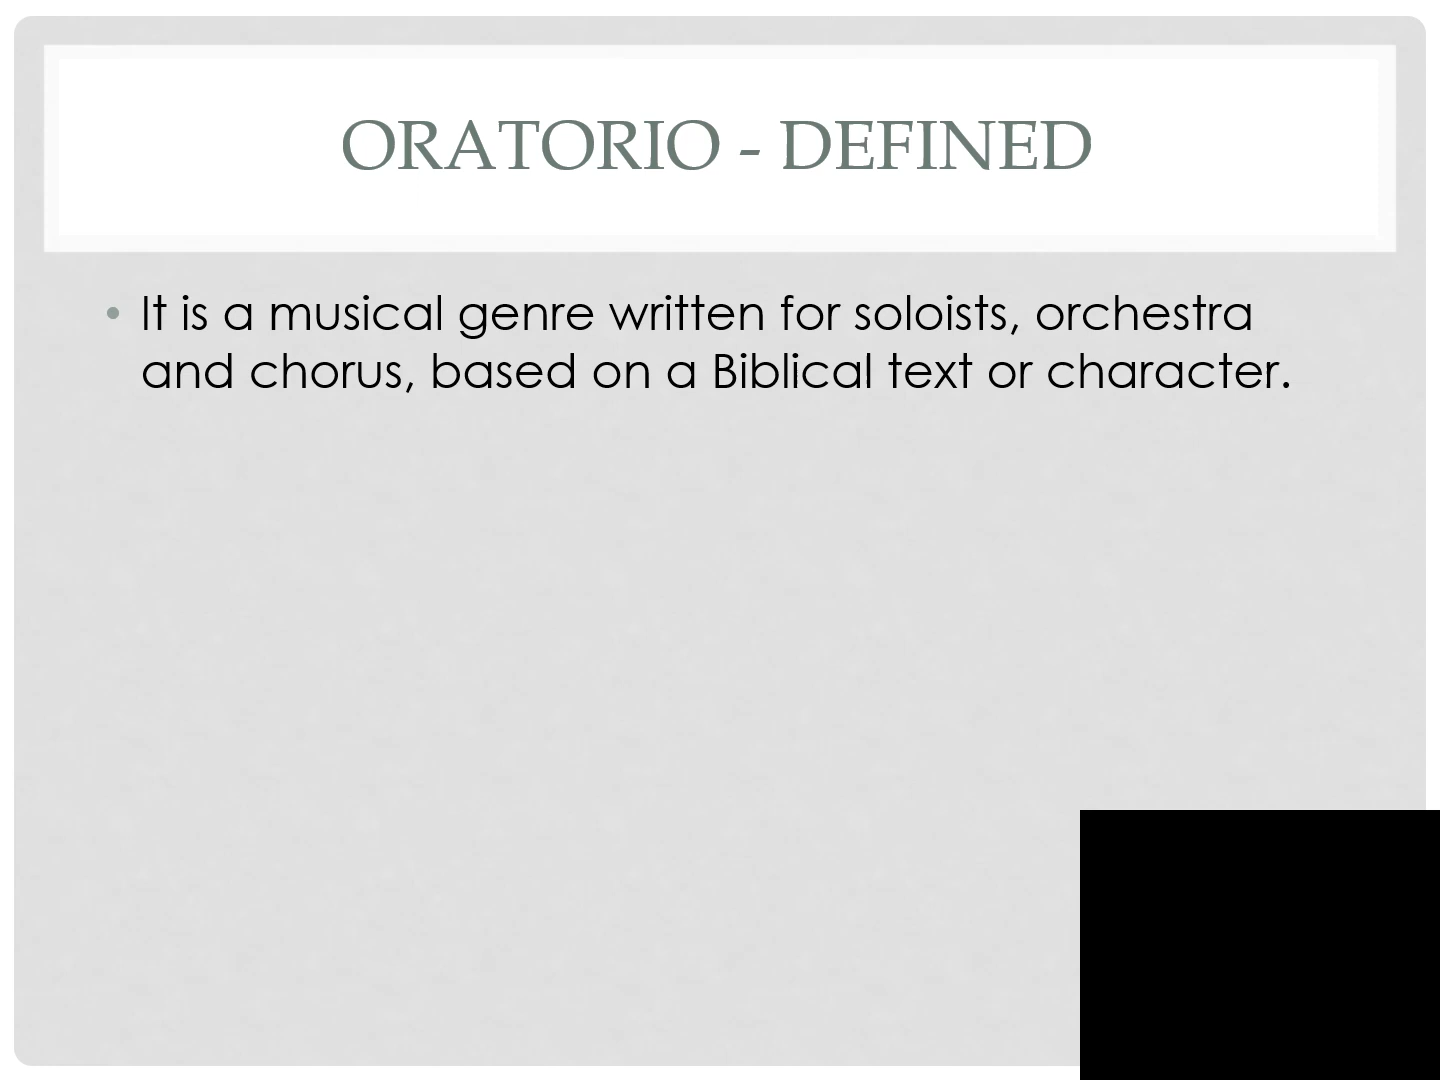 ORATORIO - DEFINED
• It is a musical genre written for soloists, orchestra
and chorus, based on a Biblical text or character.